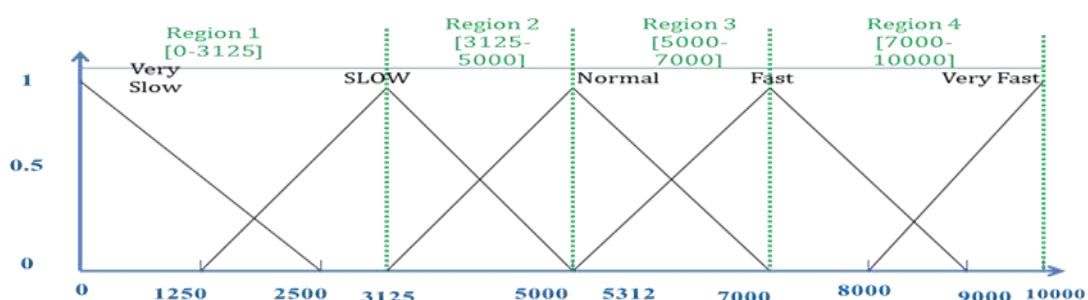 Region 1
[0-3125]
Region 2
[3125-
5000]
Region 3
[5000-
7000]
Region 4
[7000-
10000]
1
Very
Slow
SLOW
Normal
Fast
Very Fast
0.5
0
0 1250 2500 3125 5000 5312 7000 8000 9000 10000